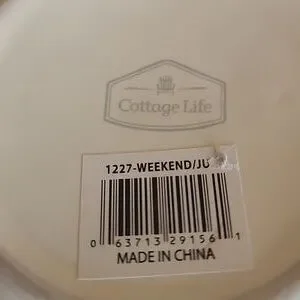 Cottage Life
1227-WEEKEND/JU
0 63713 29156 1
MADE IN CHINA